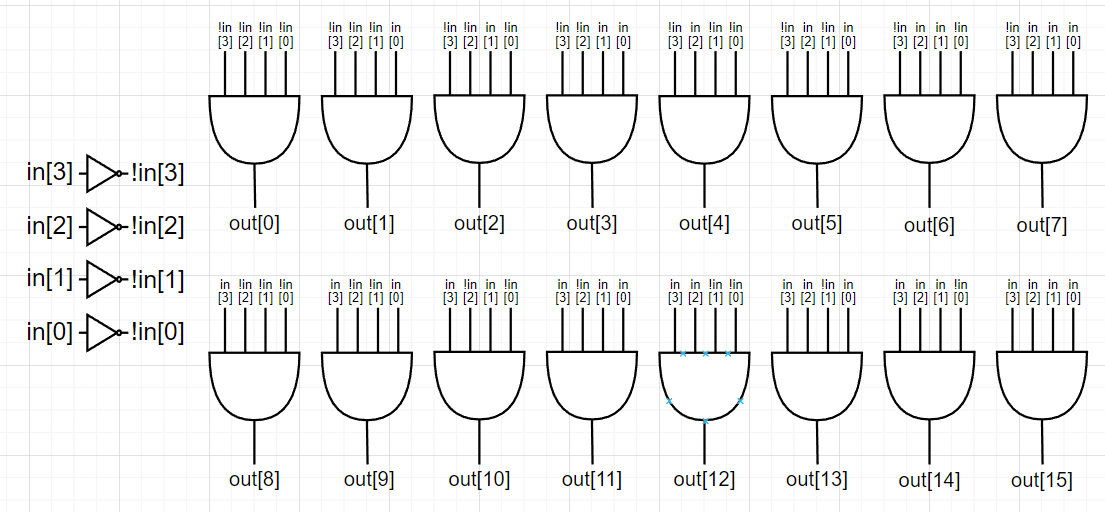 !in !in !in !in
[3] [2] [1] [0]
out[0]
!in !in !in in
[3] [2] [1] [0]
out[1]
!in !in in !in
[3] [2] [1] [0]
out[2]
!in !in in in
[3] [2] [1] [0]
out[3]
!in in !in !in
[3] [2] [1] [0]
out[4]
!in in !in in
[3] [2] [1] [0]
out[5]
!in in in !in
[3] [2] [1] [0]
out[6]
!in in in in
[3] [2] [1] [0]
out[7]
in[3] !in[3]
in[2] !in[2]
in[1] !in[1]
in[0] !in[0]
in !in !in !in
[3] [2] [1] [0]
out[8]
in !in !in in
[3] [2] [1] [0]
out[9]
in !in in !in
[3] [2] [1] [0]
out[10]
in !in in in
[3] [2] [1] [0]
out[11]
in in !in !in
[3] [2] [1] [0]
out[12]
in in !in in
[3] [2] [1] [0]
out[13]
in in in !in
[3] [2] [1] [0]
out[14]
in in in in
[3] [2] [1] [0]
out[15]